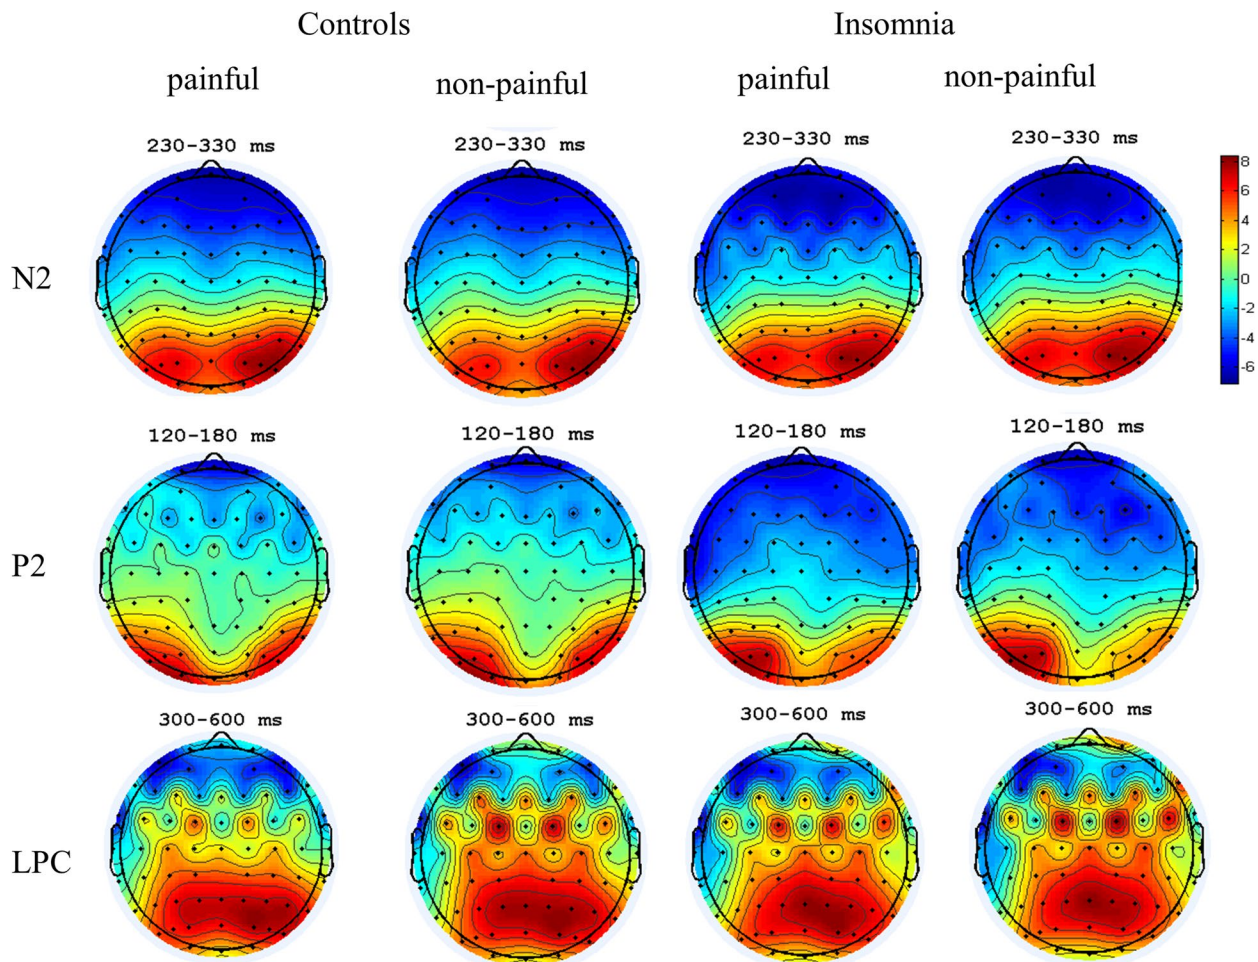 Controls Insomnia
painful non-painful painful non-painful
230-330 ms 230-330 ms 230-330 ms 230-330 ms
8
6
4
2
N2 0
-2
-4
-6
120-180 ms 120-180 ms 120-180 ms 120-180 ms
P2
300-600 ms 300-600 ms 300-600 ms 300-600 ms
LPC